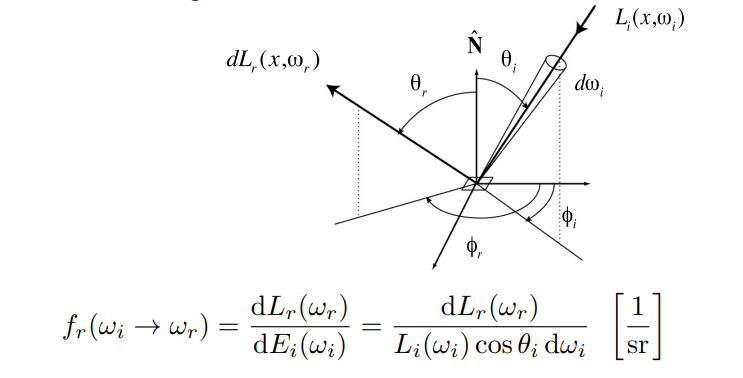 L_i(x,ω_i)
N̂
dL_r(x,ω_r)
θ_i
θ_r
dω_i
ϕ_i
ϕ_r
f_r(ω_i → ω_r) = dL_r(ω_r) / dE_i(ω_i) = dL_r(ω_r) / L_i(ω_i) cos θ_i dω_i [1 / sr]